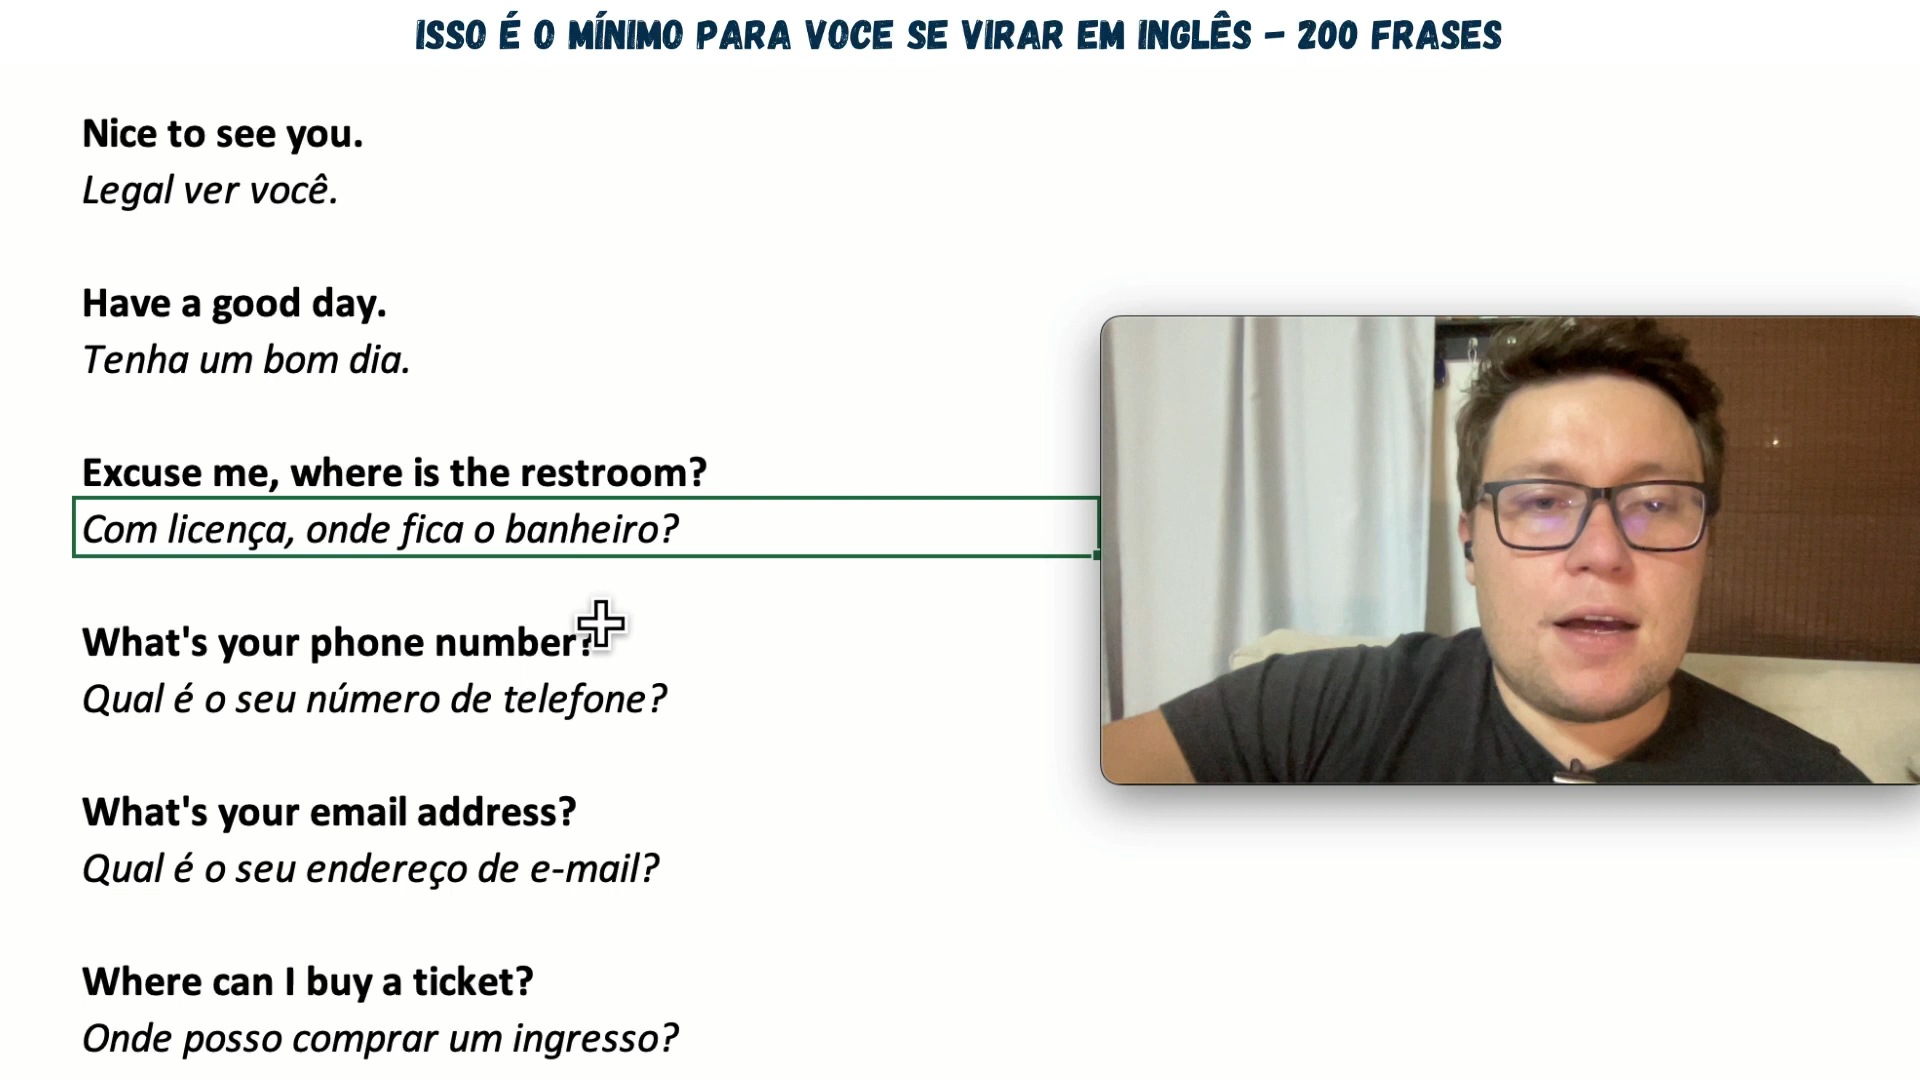 ISSO É O MÍNIMO PARA VOCE SE VIRAR EM INGLÊS – 200 FRASES
Nice to see you.
Legal ver você.
Have a good day.
Tenha um bom dia.
Excuse me, where is the restroom?
Com licença, onde fica o banheiro?
What's your phone number?
Qual é o seu número de telefone?
What's your email address?
Qual é o seu endereço de e-mail?
Where can I buy a ticket?
Onde posso comprar um ingresso?